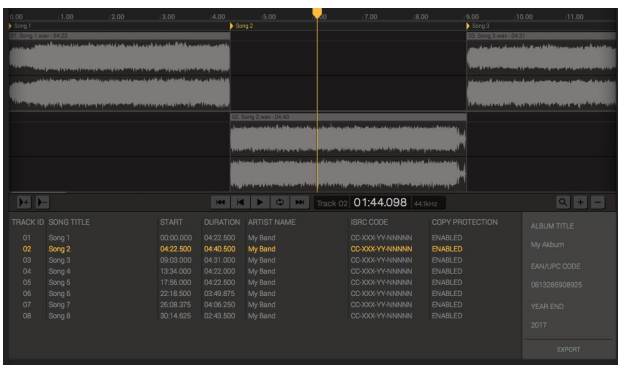 0.00 :1.00 :2.00 :3.00 :4.00 :5.00 :7.00 :8.00 :9.00 :10.00 :11.00
Song 1 Song 2 Song 3
01. Song 1.wav - 04:22 03. Song 3.wav - 04:31
02. Song 2.wav - 04:40
Track 02 01:44.098 44.1kHz
TRACK ID SONG TITLE START DURATION ARTIST NAME ISRC CODE COPY PROTECTION
01 Song 1 00:00.000 04:22.500 My Band CC-XXX-YY-NNNNN ENABLED
02 Song 2 04:22.500 04:40.500 My Band CC-XXX-YY-NNNNN ENABLED
03 Song 3 09:03.000 04:31.000 My Band CC-XXX-YY-NNNNN ENABLED
04 Song 4 13:34.000 04:22.000 My Band CC-XXX-YY-NNNNN ENABLED
05 Song 5 17:56.000 04:22.500 My Band CC-XXX-YY-NNNNN ENABLED
06 Song 6 22:18.500 03:49.875 My Band CC-XXX-YY-NNNNN ENABLED
07 Song 7 26:08.375 04:06.250 My Band CC-XXX-YY-NNNNN ENABLED
08 Song 8 30:14.625 02:43.500 My Band CC-XXX-YY-NNNNN ENABLED
ALBUM TITLE
My Akbum
EAN/UPC CODE
0813285908925
YEAR END
2017
EXPORT